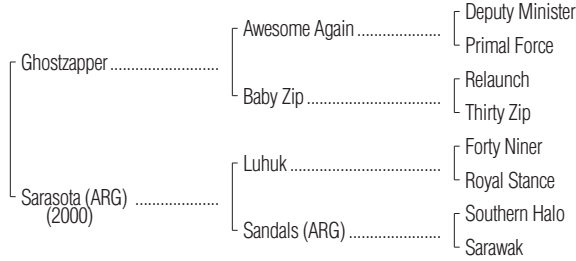 Deputy Minister
Awesome Again ....................
Primal Force
Ghostzapper ..........................
Relaunch
Baby Zip .................................
Thirty Zip
Forty Niner
Luhuk .....................................
Royal Stance
Sarasota (ARG) ....................
(2000)
Southern Halo
Sandals (ARG) .......................
Sarawak